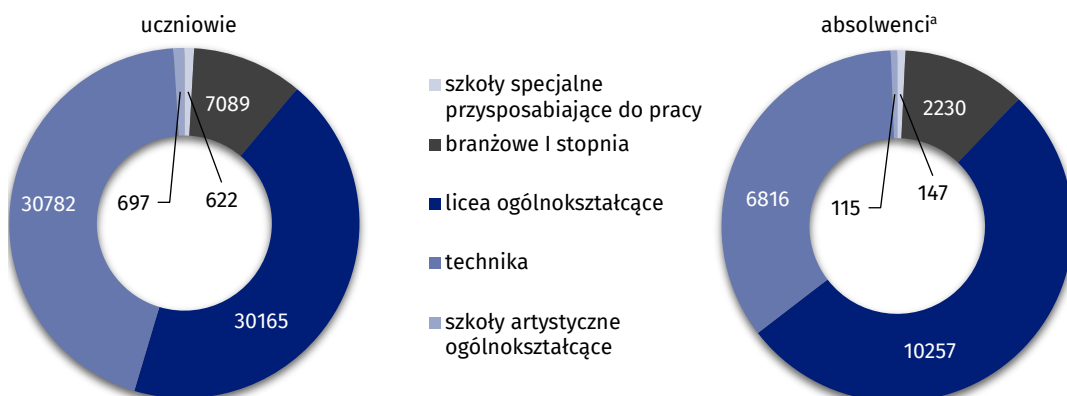 uczniowie
7089
30782
697
622
30165
szkoły specjalne
przysposabiające do pracy
branżowe I stopnia
licea ogólnokształcące
technika
szkoły artystyczne
ogólnokształcące
absolwenciᵃ
2230
6816
115
147
10257